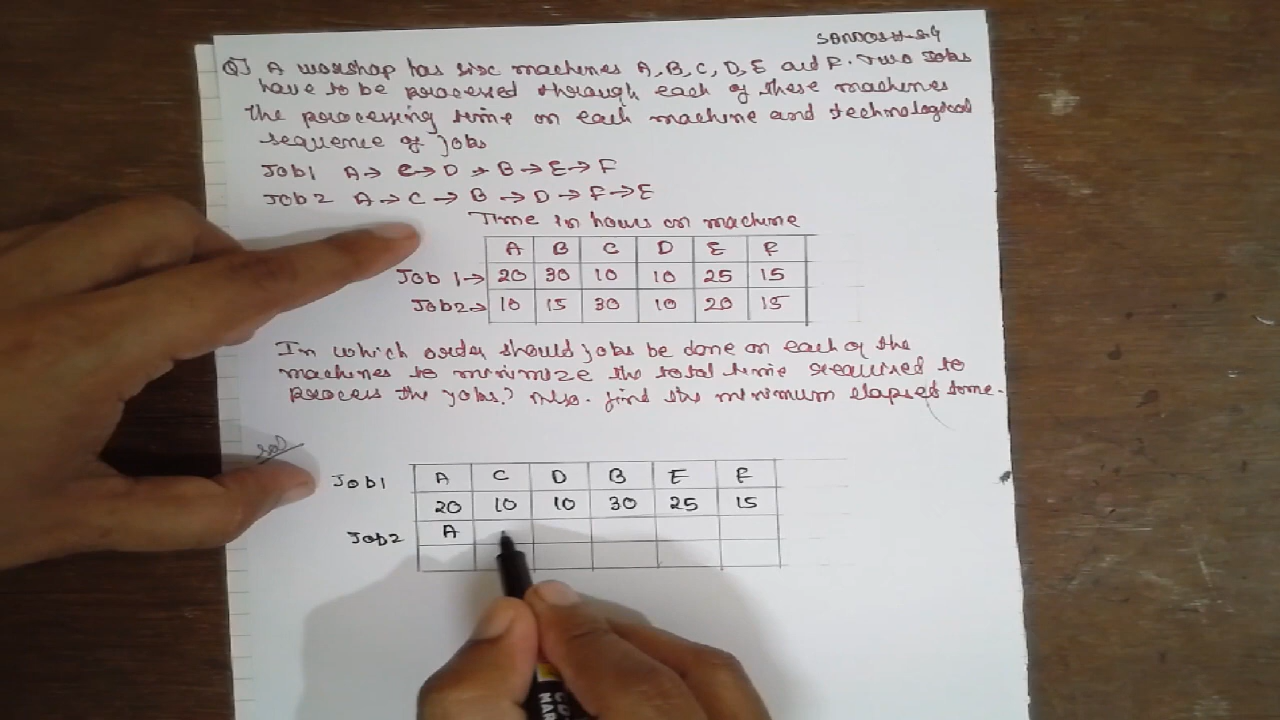 Q] A worshop has sisc machines A, B, C, D, E and F. Two Jobs
have to be processed through each of these machines
The processing time on each machine and technological
sequence of jobs
Job1 A→ C→ D → B → E→ F
Job2 A→ C → B → D → F→ E
Time in hours on machine
A B C D E F
Job 1→ 20 30 10 10 25 15
Job2→ 10 15 30 10 20 15
In which order should jobs be done on each of the
machines to minimize the total time required to
process the jobs? Also. find the minimum elapsed time.
sol
Job1 A C D B E F
20 10 10 30 25 15
Job2 A